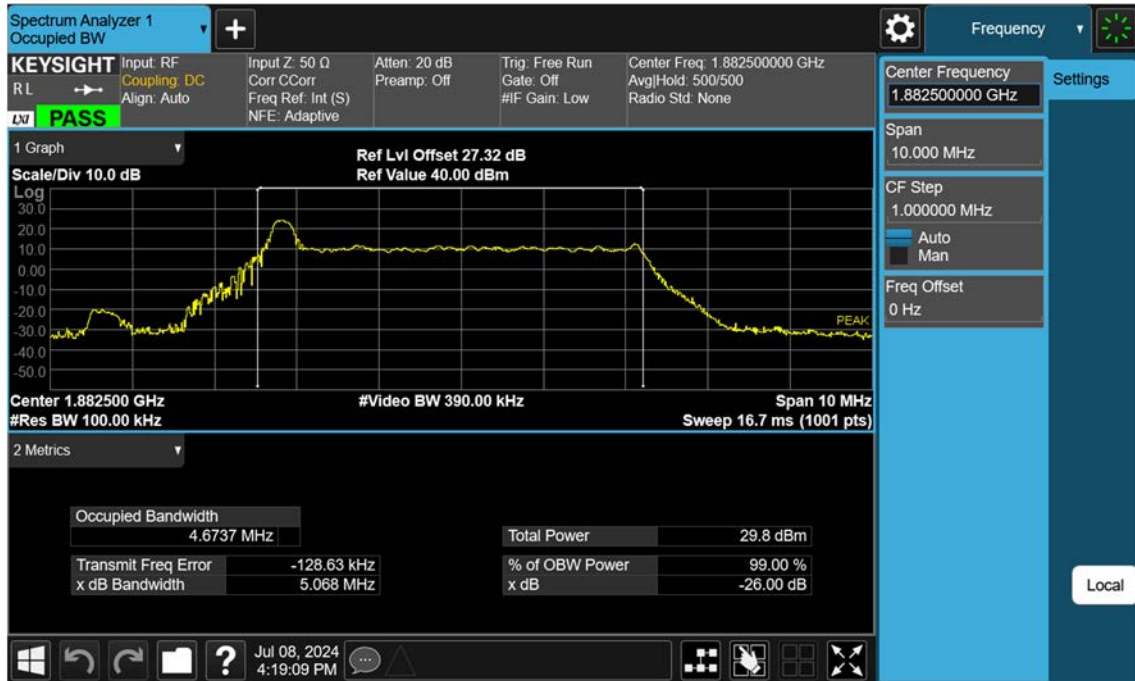 Spectrum Analyzer 1
Occupied BW
Frequency
KEYSIGHT
R L
LXI PASS
Input: RF
Coupling: DC
Align: Auto
Input Z: 50 Ω
Corr CCorr
Freq Ref: Int (S)
NFE: Adaptive
Atten: 20 dB
Preamp: Off
Trig: Free Run
Gate: Off
#IF Gain: Low
Center Freq: 1.882500000 GHz
Avg|Hold: 500/500
Radio Std: None
Center Frequency
1.882500000 GHz
Settings
Span
10.000 MHz
CF Step
1.000000 MHz
Auto
Man
Freq Offset
0 Hz
Local
1 Graph
Scale/Div 10.0 dB
Ref Lvl Offset 27.32 dB
Ref Value 40.00 dBm
Log
30.0
20.0
10.0
0.00
-10.0
-20.0
-30.0
-40.0
-50.0
PEAK
Center 1.882500 GHz
#Video BW 390.00 kHz
Span 10 MHz
#Res BW 100.00 kHz
Sweep 16.7 ms (1001 pts)
2 Metrics
Occupied Bandwidth
4.6737 MHz
Total Power 29.8 dBm
Transmit Freq Error -128.63 kHz
% of OBW Power 99.00 %
x dB Bandwidth 5.068 MHz
x dB -26.00 dB
?
Jul 08, 2024
4:19:09 PM